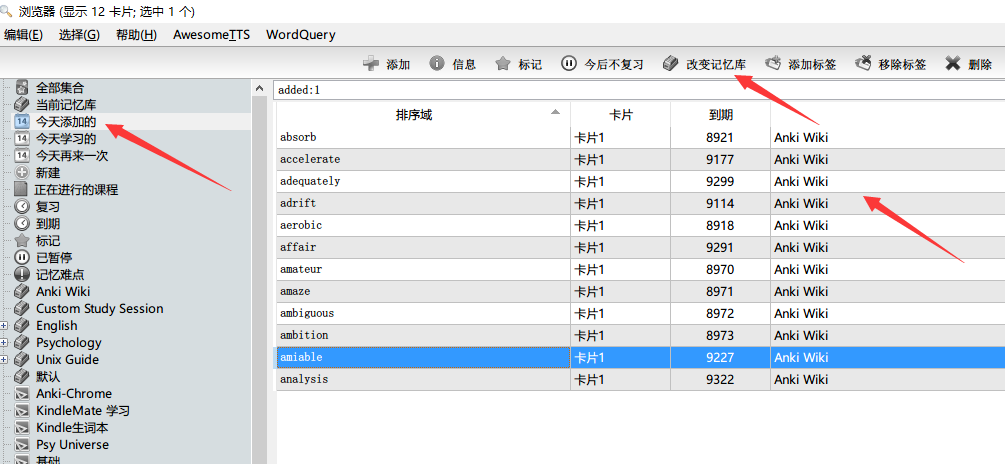 浏览器 (显示 12 卡片; 选中 1 个)
编辑(E) 选择(G) 帮助(H) AwesomeTTS WordQuery
添加 信息 标记 今后不复习 改变记忆库 添加标签 移除标签 删除
全部集合
当前记忆库
14 今天添加的
14 今天学习的
14 今天再来一次
新建
正在进行的课程
复习
到期
标记
已暂停
记忆难点
Anki Wiki
Custom Study Session
English
Psychology
Unix Guide
默认
Anki-Chrome
KindleMate 学习
Kindle生词本
Psy Universe
基础
added:1
排序域 卡片 到期
absorb 卡片1 8921 Anki Wiki
accelerate 卡片1 9177 Anki Wiki
adequately 卡片1 9299 Anki Wiki
adrift 卡片1 9114 Anki Wiki
aerobic 卡片1 8918 Anki Wiki
affair 卡片1 9291 Anki Wiki
amateur 卡片1 8970 Anki Wiki
amaze 卡片1 8971 Anki Wiki
ambiguous 卡片1 8972 Anki Wiki
ambition 卡片1 8973 Anki Wiki
amiable 卡片1 9227 Anki Wiki
analysis 卡片1 9322 Anki Wiki